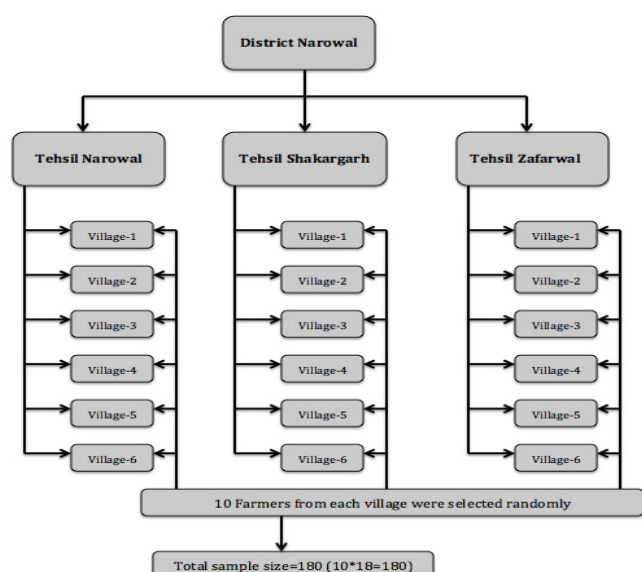 District Narowal
Tehsil Narowal
Tehsil Shakargarh
Tehsil Zafarwal
Village-1
Village-1
Village-1
Village-2
Village-2
Village-2
Village-3
Village-3
Village-3
Village-4
Village-4
Village-4
Village-5
Village-5
Village-5
Village-6
Village-6
Village-6
10 Farmers from each village were selected randomly
Total sample size=180 (10*18=180)